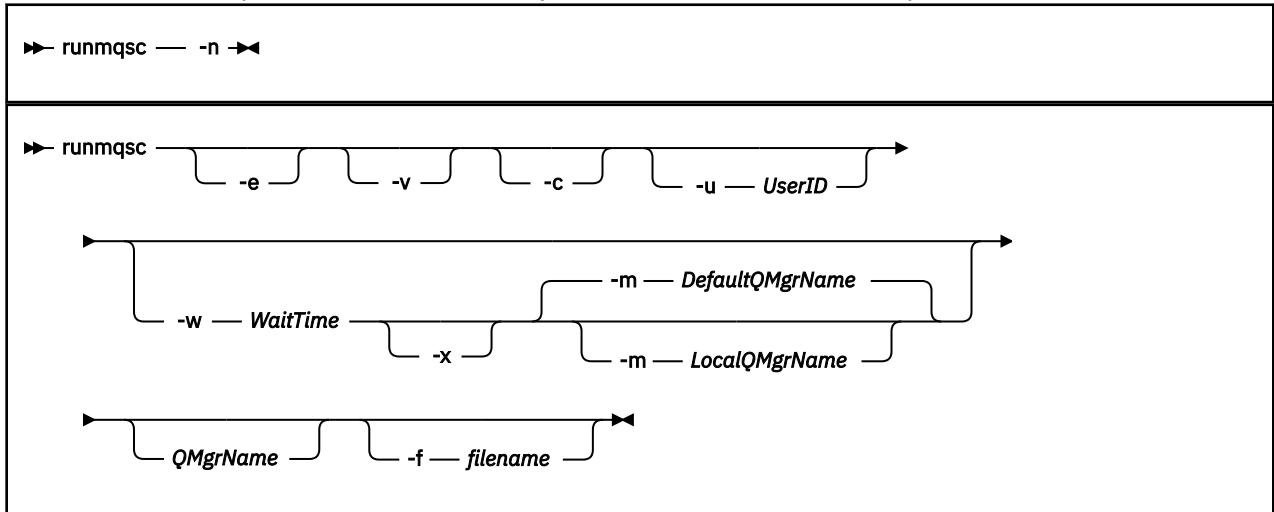 runmqsc -n
runmqsc
-e -v -c -u UserID
-m DefaultQMgrName
-w WaitTime
-x -m LocalQMgrName
QMgrName -f filename